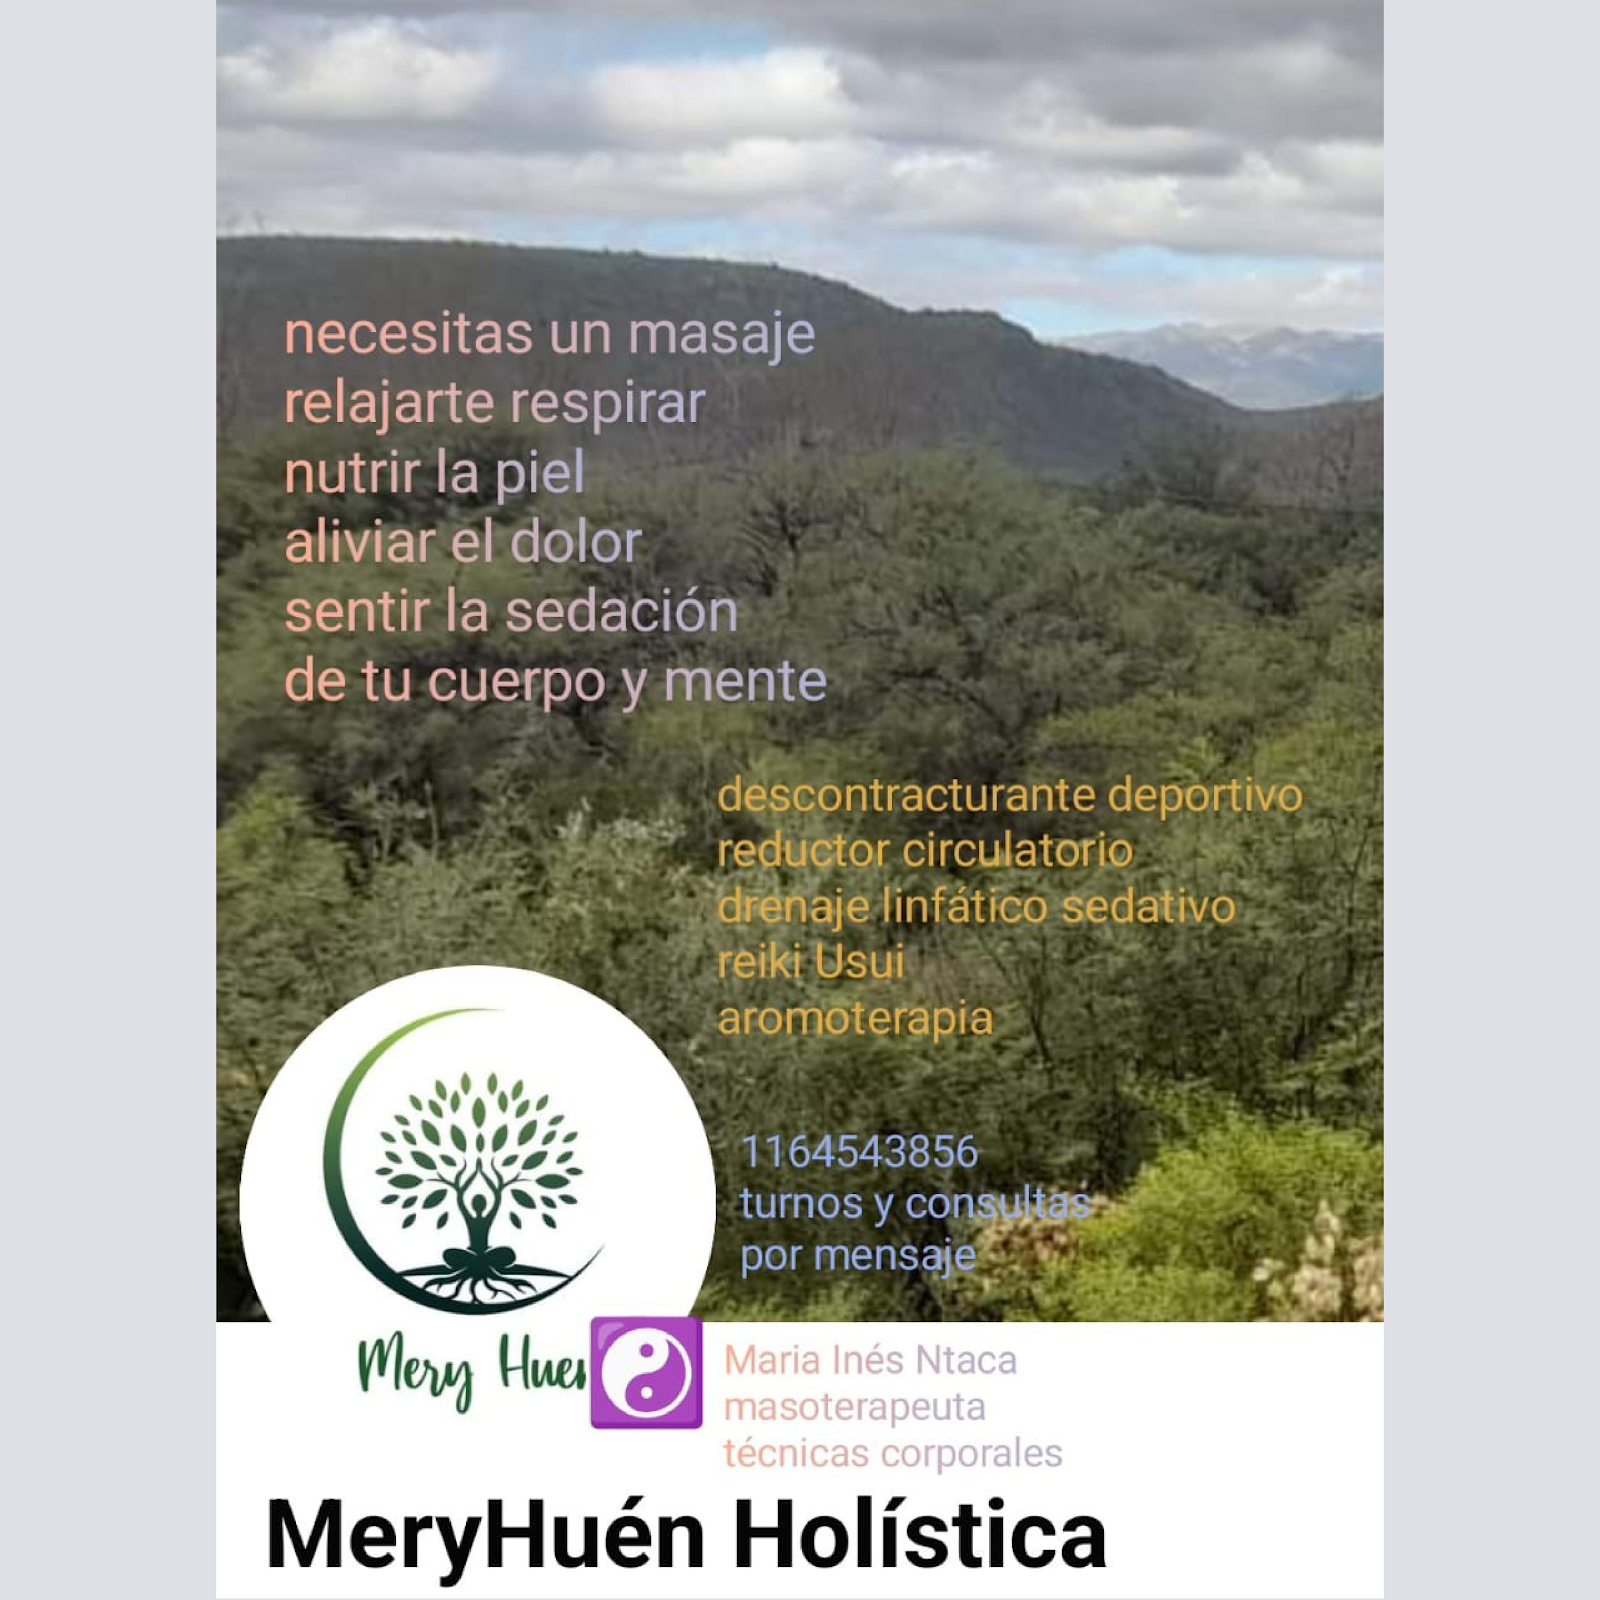 necesitas un masaje
relajarte respirar
nutrir la piel
aliviar el dolor
sentir la sedación
de tu cuerpo y mente
descontracturante deportivo
reductor circulatorio
drenaje linfático sedativo
reiki Usui
aromoterapia
1164543856
turnos y consultas
por mensaje
Mery
Maria Inés Ntaca
masoterapeuta
técnicas corporales
MeryHuén Holística